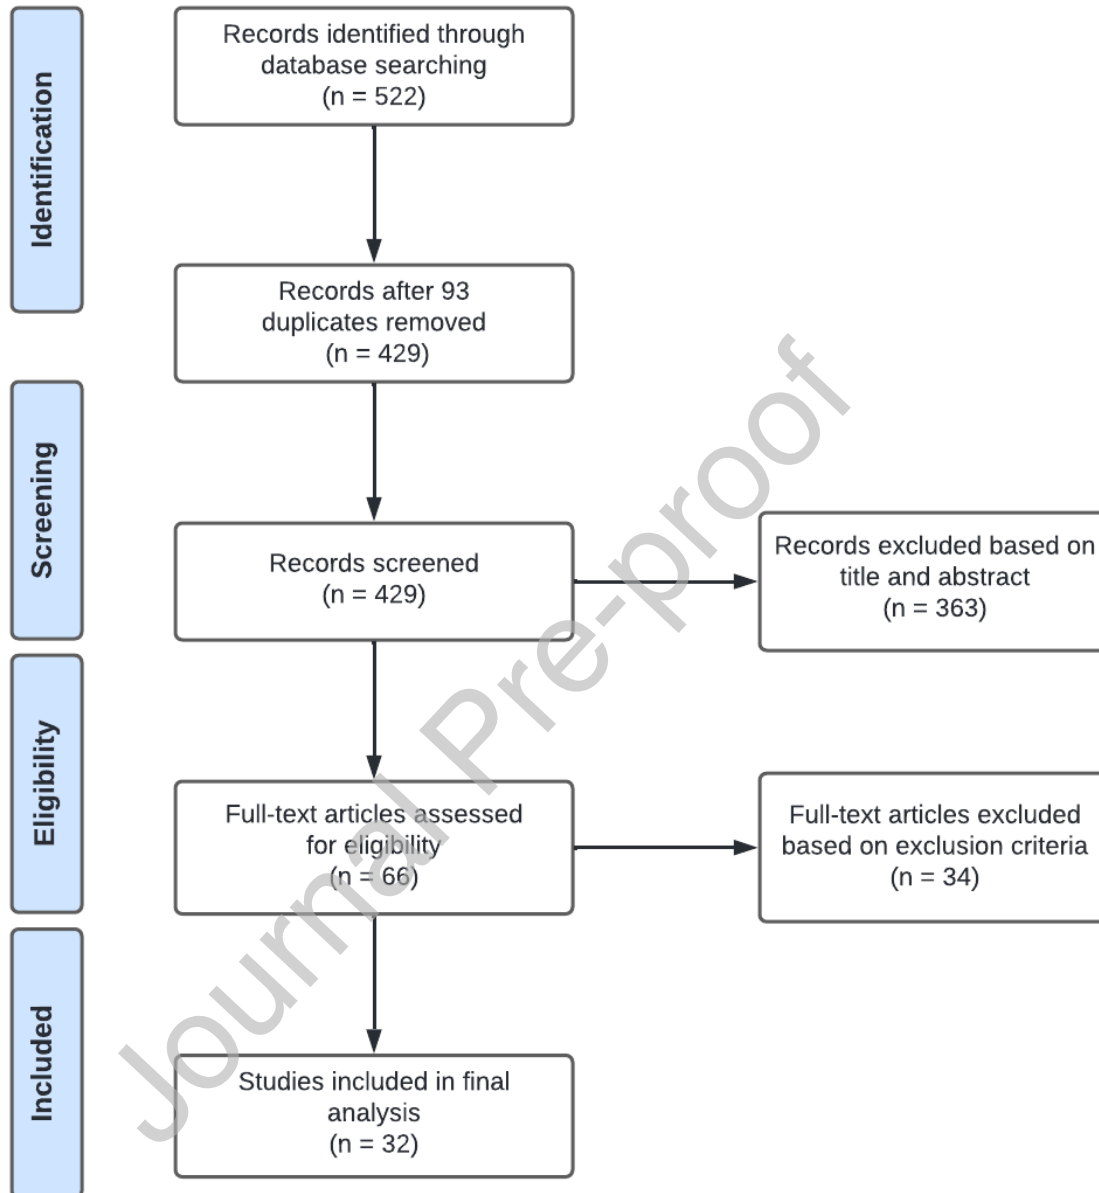 Identification
Records identified through
database searching
(n = 522)
Records after 93
duplicates removed
(n = 429)
Screening
Records screened
(n = 429)
Records excluded based on
title and abstract
(n = 363)
Eligibility
Full-text articles assessed
for eligibility
(n = 66)
Full-text articles excluded
based on exclusion criteria
(n = 34)
Included
Studies included in final
analysis
(n = 32)
Journal Pre-proof